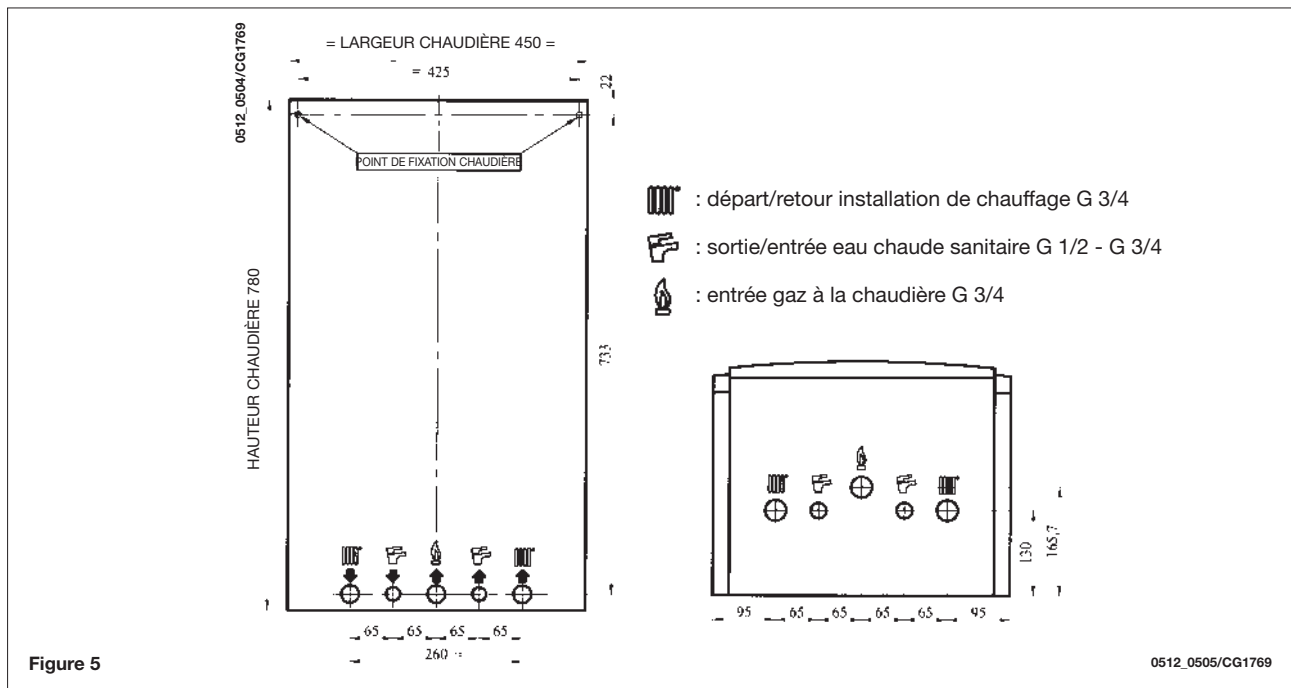 0512_0504/CG1769
= LARGEUR CHAUDIÈRE 450 =
= 425
22
POINT DE FIXATION CHAUDIÈRE
HAUTEUR CHAUDIÈRE 780
733
: départ/retour installation de chauffage G 3/4
: sortie/entrée eau chaude sanitaire G 1/2 - G 3/4
: entrée gaz à la chaudière G 3/4
65 65 65 65
260 =
130
165,7
95 65 65 65 65 95
Figure 5
0512_0505/CG1769